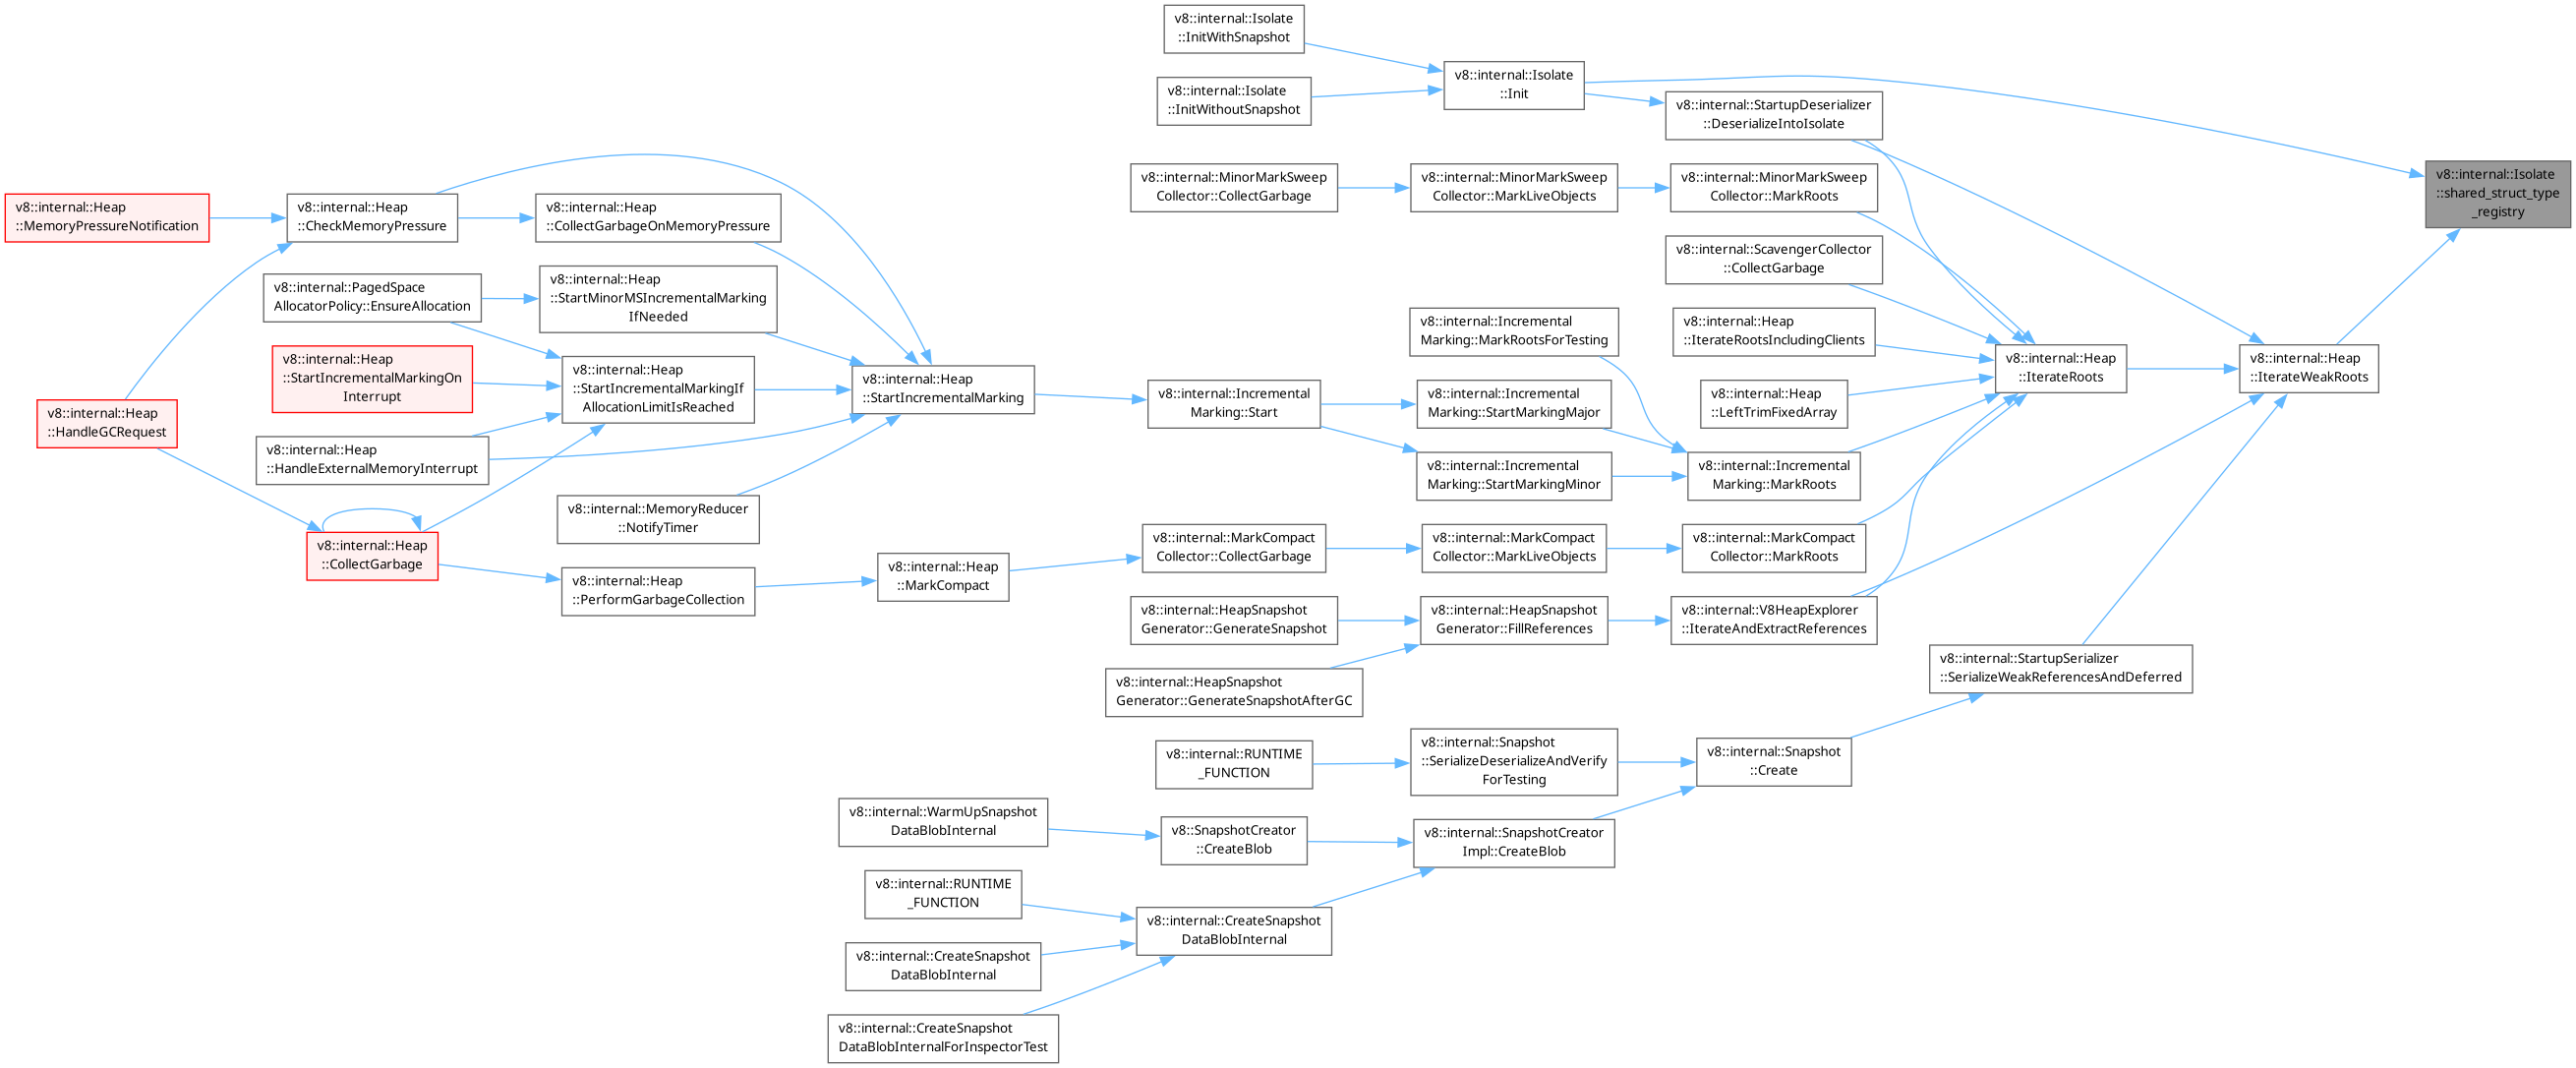 v8::internal::Isolate
::InitWithSnapshot
v8::internal::Isolate
::InitWithoutSnapshot
v8::internal::Isolate
::Init
v8::internal::StartupDeserializer
::DeserializeIntoIsolate
v8::internal::Isolate
::shared_struct_type
_registry
v8::internal::MinorMarkSweep
Collector::CollectGarbage
v8::internal::MinorMarkSweep
Collector::MarkLiveObjects
v8::internal::MinorMarkSweep
Collector::MarkRoots
v8::internal::Heap
::MemoryPressureNotification
v8::internal::Heap
::CheckMemoryPressure
v8::internal::Heap
::CollectGarbageOnMemoryPressure
v8::internal::ScavengerCollector
::CollectGarbage
v8::internal::PagedSpace
AllocatorPolicy::EnsureAllocation
v8::internal::Heap
::StartMinorMSIncrementalMarking
IfNeeded
v8::internal::Incremental
Marking::MarkRootsForTesting
v8::internal::Heap
::IterateRootsIncludingClients
v8::internal::Heap
::IterateRoots
v8::internal::Heap
::IterateWeakRoots
v8::internal::Heap
::StartIncrementalMarkingOn
Interrupt
v8::internal::Heap
::StartIncrementalMarkingIf
AllocationLimitIsReached
v8::internal::Heap
::StartIncrementalMarking
v8::internal::Incremental
Marking::Start
v8::internal::Incremental
Marking::StartMarkingMajor
v8::internal::Heap
::LeftTrimFixedArray
v8::internal::Heap
::HandleGCRequest
v8::internal::Heap
::HandleExternalMemoryInterrupt
v8::internal::Incremental
Marking::StartMarkingMinor
v8::internal::Incremental
Marking::MarkRoots
v8::internal::MemoryReducer
::NotifyTimer
v8::internal::Heap
::CollectGarbage
v8::internal::Heap
::PerformGarbageCollection
v8::internal::Heap
::MarkCompact
v8::internal::MarkCompact
Collector::CollectGarbage
v8::internal::MarkCompact
Collector::MarkLiveObjects
v8::internal::MarkCompact
Collector::MarkRoots
v8::internal::HeapSnapshot
Generator::GenerateSnapshot
v8::internal::HeapSnapshot
Generator::FillReferences
v8::internal::V8HeapExplorer
::IterateAndExtractReferences
v8::internal::HeapSnapshot
Generator::GenerateSnapshotAfterGC
v8::internal::StartupSerializer
::SerializeWeakReferencesAndDeferred
v8::internal::RUNTIME
_FUNCTION
v8::internal::Snapshot
::SerializeDeserializeAndVerify
ForTesting
v8::internal::Snapshot
::Create
v8::internal::WarmUpSnapshot
DataBlobInternal
v8::SnapshotCreator
::CreateBlob
v8::internal::SnapshotCreator
Impl::CreateBlob
v8::internal::RUNTIME
_FUNCTION
v8::internal::CreateSnapshot
DataBlobInternal
v8::internal::CreateSnapshot
DataBlobInternal
v8::internal::CreateSnapshot
DataBlobInternalForInspectorTest